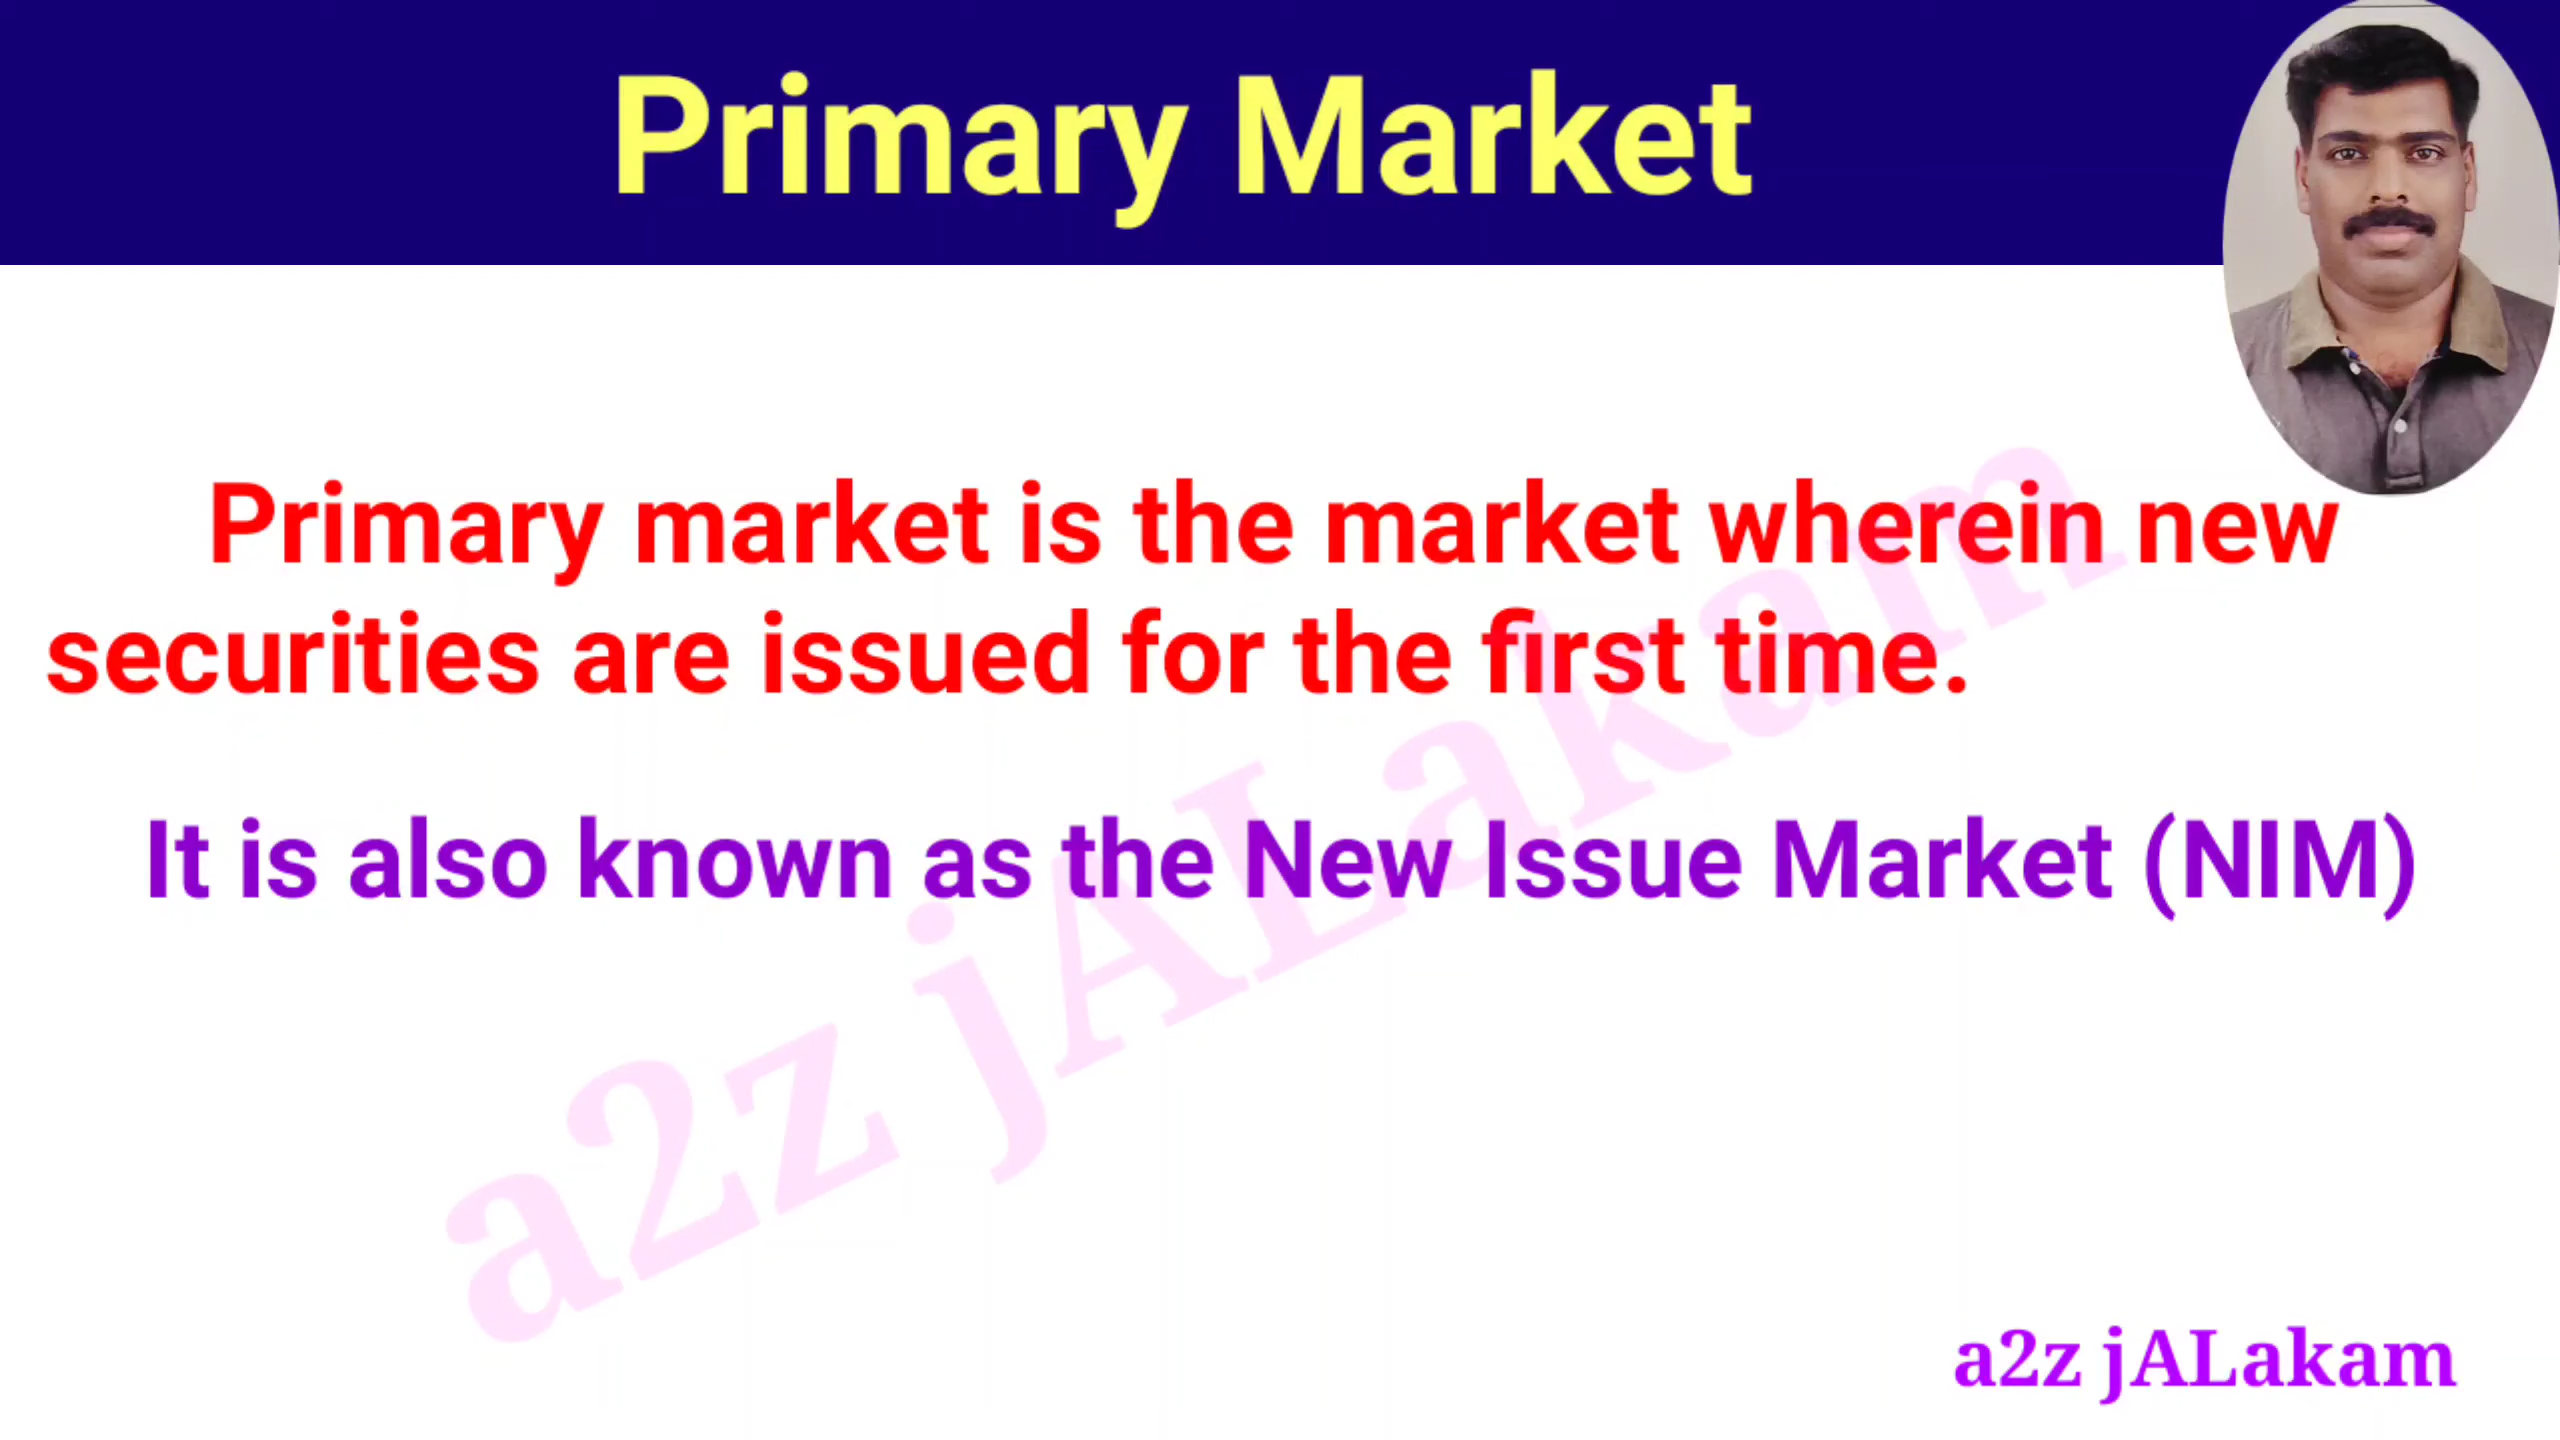 Primary Market
Primary market is the market wherein new
securities are issued for the first time.
It is also known as the New Issue Market (NIM)
a2z jALakam
a2z jALakam